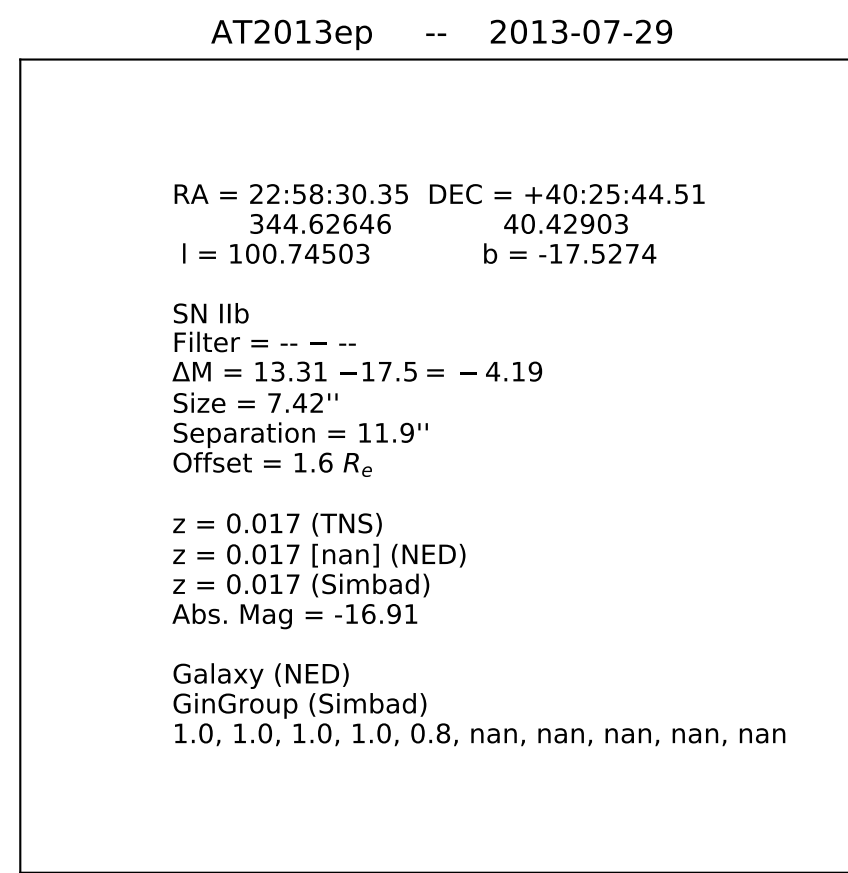 AT2013ep -- 2013-07-29
RA = 22:58:30.35 DEC = +40:25:44.51
344.62646 40.42903
l = 100.74503 b = -17.5274
SN IIb
Filter = -- − --
ΔM = 13.31 −17.5 = − 4.19
Size = 7.42''
Separation = 11.9''
Offset = 1.6 Rₑ
z = 0.017 (TNS)
z = 0.017 [nan] (NED)
z = 0.017 (Simbad)
Abs. Mag = -16.91
Galaxy (NED)
GinGroup (Simbad)
1.0, 1.0, 1.0, 1.0, 0.8, nan, nan, nan, nan, nan